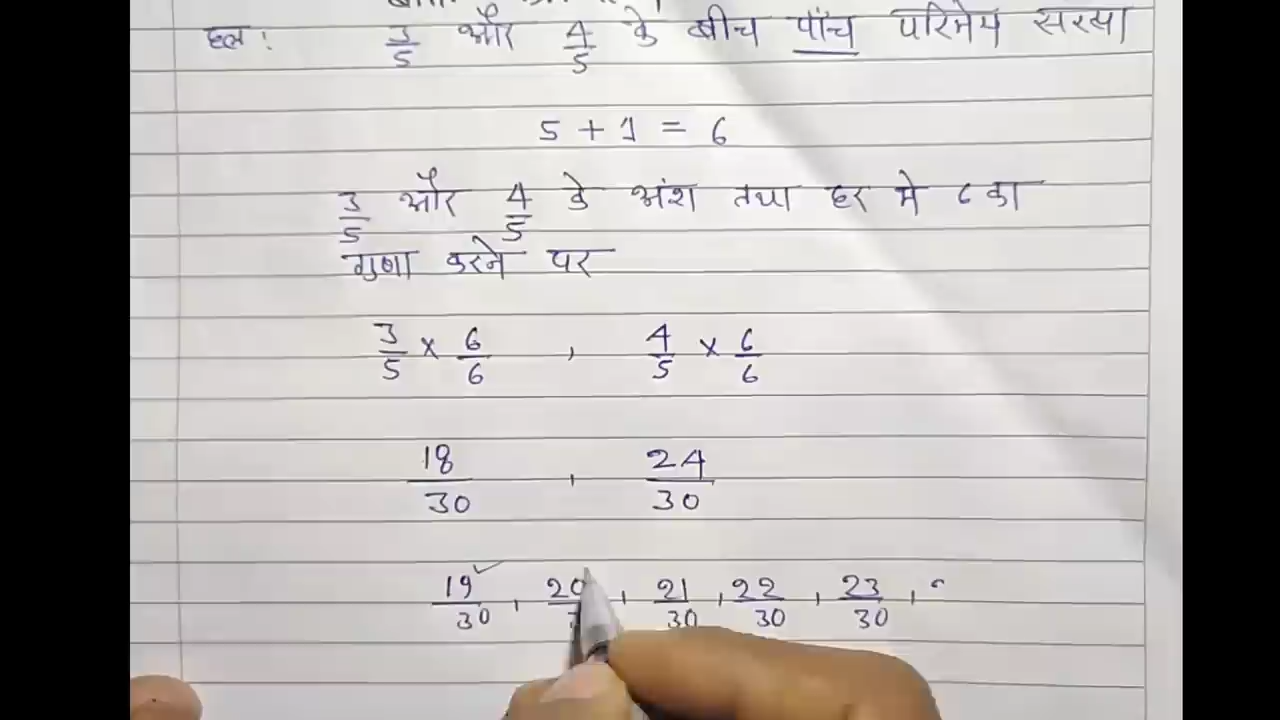 हल : 3/5 और 4/5 के बीच पाँच परिमेय सख्या
5 + 1 = 6
3/5 और 4/5 के अंश तथा हर मे 6 का
गुणा करने पर
3/5 × 6/6 , 4/5 × 6/6
18/30 , 24/30
19/30 , 20/3 , 21/30 , 22/30 , 23/30 ,